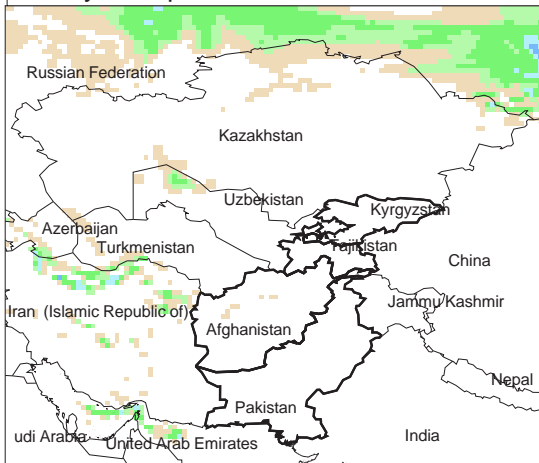 Russian Federation
Kazakhstan
Uzbekistan
Kyrgyzstan
Azerbaijan
Turkmenistan
Tajikistan
China
Jammu/Kashmir
Iran (Islamic Republic of)
Afghanistan
Nepal
Pakistan
udi Arabia
United Arab Emirates
India